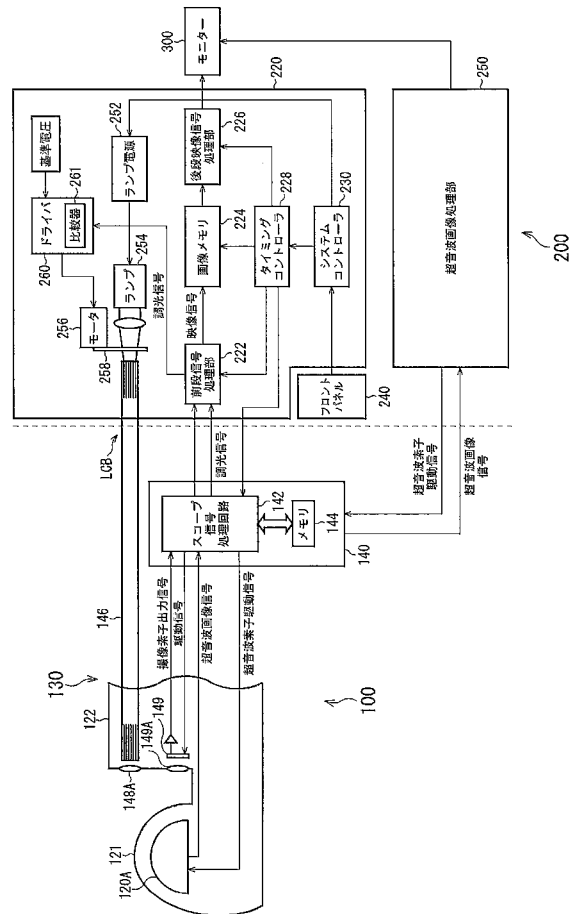 300
モニター
220
250
基準電圧
252
ランプ電源
226
後段映像信号
処理部
228
230
ドライバ
261
比較器
260
254
ランプ
224
画像メモリ
タイミング
コントローラ
システム
コントローラ
超音波画像処理部
200
256
モータ
258
調光信号
映像信号
222
前段信号
処理部
フロント
パネル
240
LCB
調光信号
超音波素子
駆動信号
超音波画像
信号
スコープ
信号
処理回路
142
メモリ
144
140
146
撮像素子出力信号
駆動信号
超音波画像信号
超音波素子駆動信号
130
100
122
149
149A
148A
121
120A